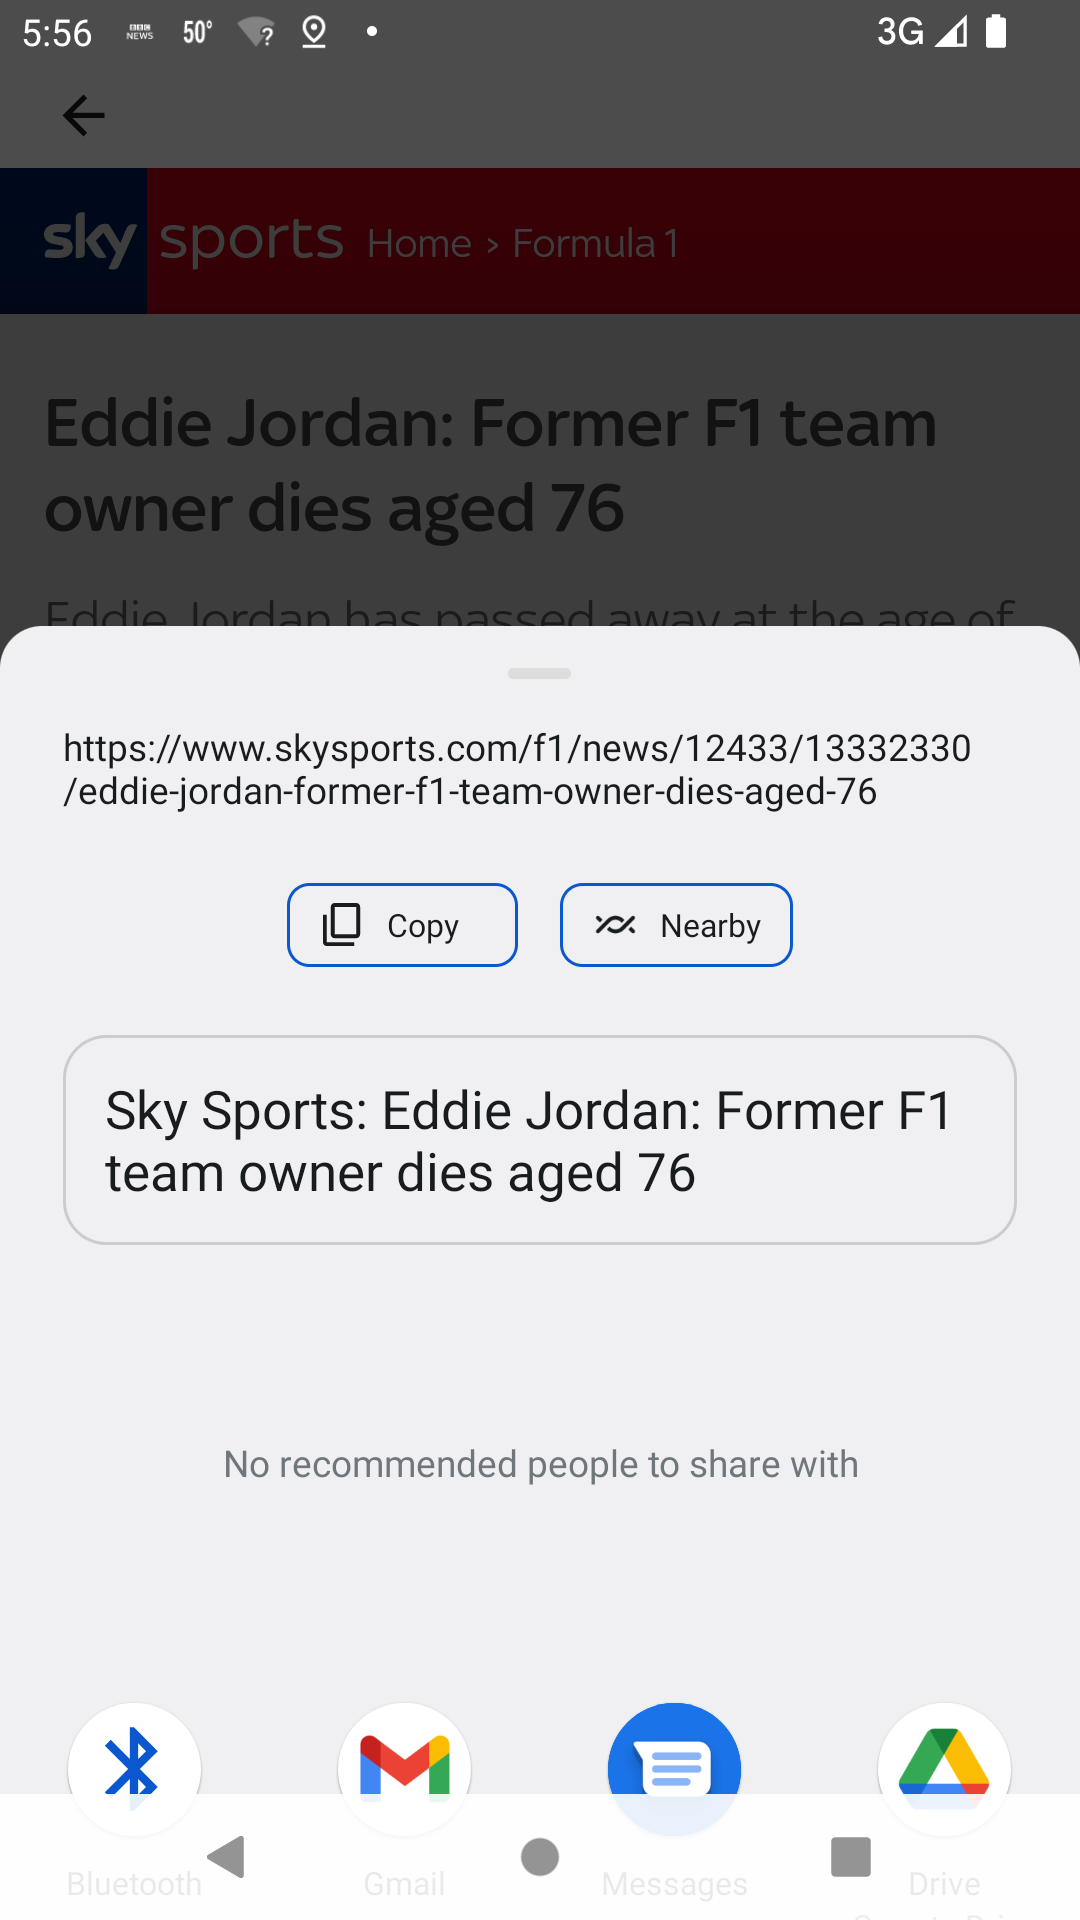 5:56 BBC NEWS 50° 3G
sky sports Home > Formula 1
Eddie Jordan: Former F1 team
owner dies aged 76
Eddie Jordan has passed away at the age of
https://www.skysports.com/f1/news/12433/13332330
/eddie-jordan-former-f1-team-owner-dies-aged-76
Copy Nearby
Sky Sports: Eddie Jordan: Former F1
team owner dies aged 76
No recommended people to share with
Bluetooth Gmail Messages Drive